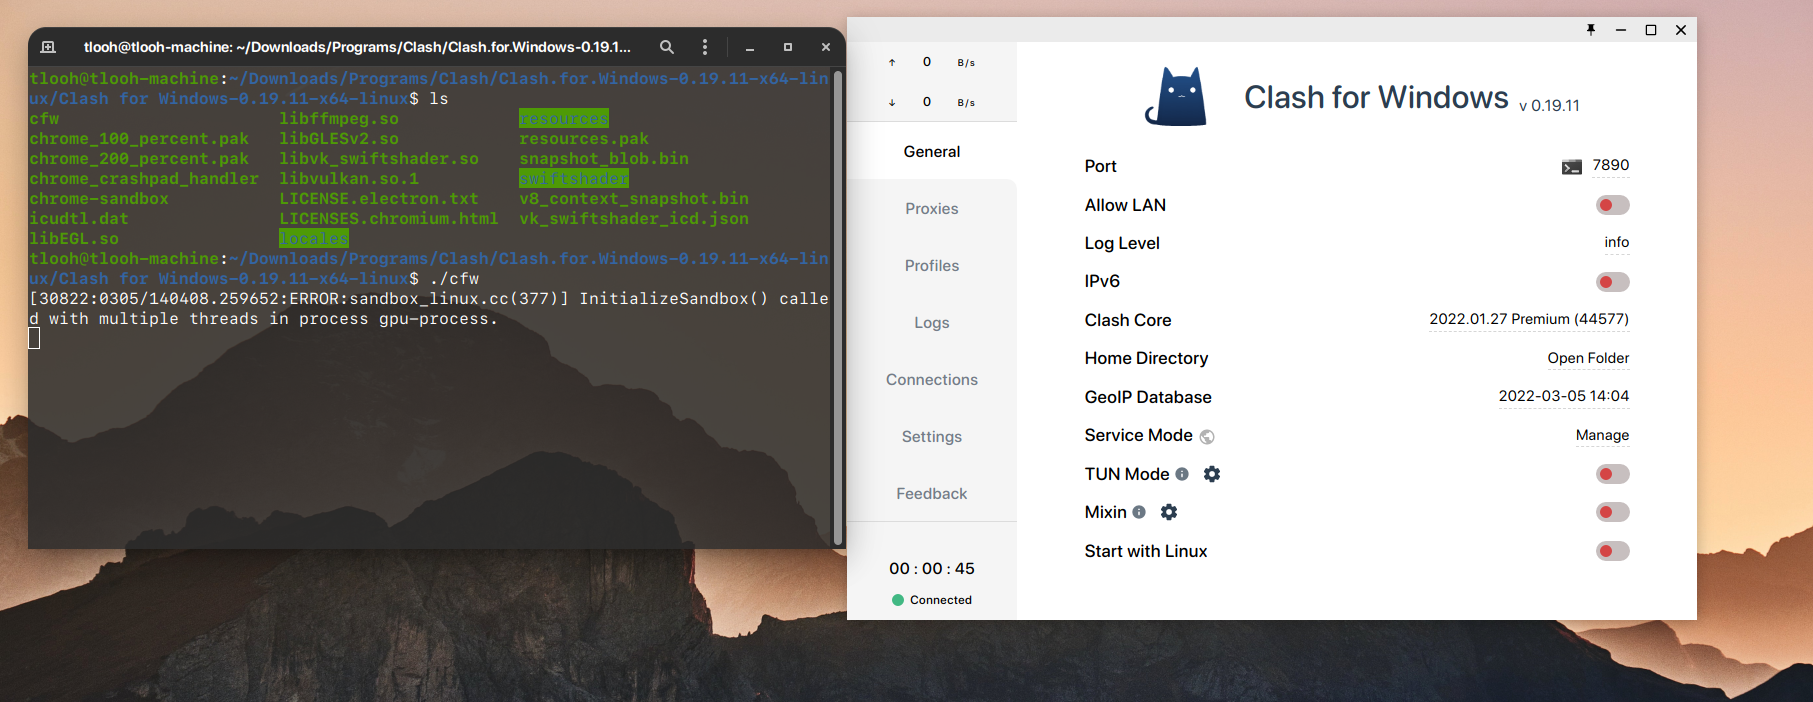 tlooh@tlooh-machine: ~/Downloads/Programs/Clash/Clash.for.Windows-0.19.1...
tlooh@tlooh-machine:~/Downloads/Programs/Clash/Clash.for.Windows-0.19.11-x64-lin
ux/Clash for Windows-0.19.11-x64-linux$ ls
cfw libffmpeg.so resources
chrome_100_percent.pak libGLESv2.so resources.pak
chrome_200_percent.pak libvk_swiftshader.so snapshot_blob.bin
chrome_crashpad_handler libvulkan.so.1 swiftshader
chrome-sandbox LICENSE.electron.txt v8_context_snapshot.bin
icudtl.dat LICENSES.chromium.html vk_swiftshader_icd.json
libEGL.so locales
tlooh@tlooh-machine:~/Downloads/Programs/Clash/Clash.for.Windows-0.19.11-x64-lin
ux/Clash for Windows-0.19.11-x64-linux$ ./cfw
[30822:0305/140408.259652:ERROR:sandbox_linux.cc(377)] InitializeSandbox() calle
d with multiple threads in process gpu-process.
↑ 0 B/s
↓ 0 B/s
General
Proxies
Profiles
Logs
Connections
Settings
Feedback
00 : 00 : 45
Connected
Clash for Windows v 0.19.11
Port 7890
Allow LAN
Log Level info
IPv6
Clash Core 2022.01.27 Premium (44577)
Home Directory Open Folder
GeoIP Database 2022-03-05 14:04
Service Mode Manage
TUN Mode
Mixin
Start with Linux